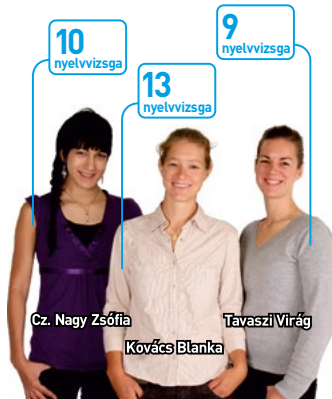 10
nyelvvizsga
13
nyelvvizsga
9
nyelvvizsga
Cz. Nagy Zsófia
Kovács Blanka
Tavaszi Virág